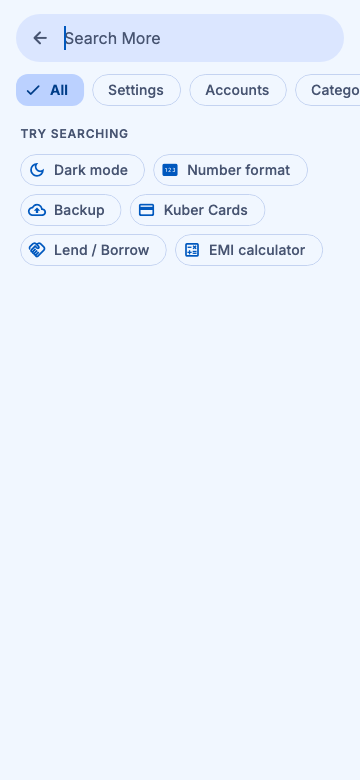 Search More
All Settings Accounts Catego
TRY SEARCHING
Dark mode 123 Number format
Backup Kuber Cards
Lend / Borrow EMI calculator